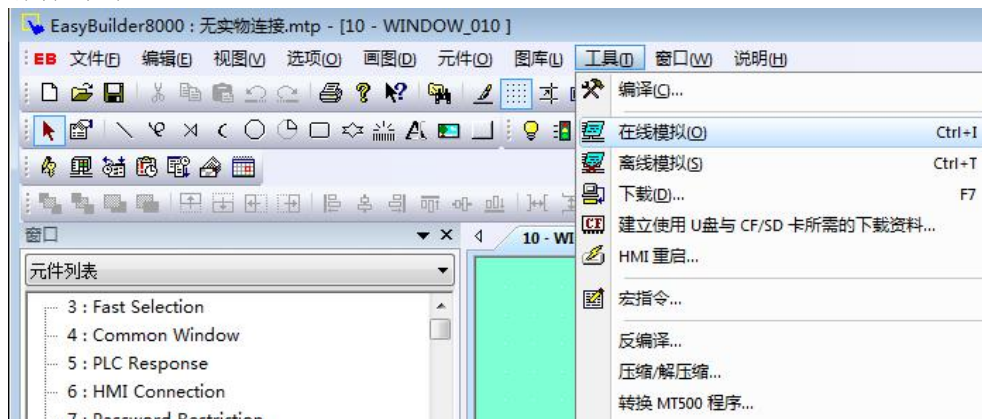 EasyBuilder8000 : 无实物连接.mtp - [10 - WINDOW_010 ]
EB 文件(F) 编辑(E) 视图(V) 选项(O) 画图(D) 元件(O) 图库(L) 工具(T) 窗口(W) 说明(H)
编译(C)...
在线模拟(O) Ctrl+I
离线模拟(S) Ctrl+T
下载(D)... F7
建立使用 U盘与 CF/SD 卡所需的下载资料...
HMI 重启...
宏指令...
反编译...
压缩/解压缩...
转换 MT500 程序...
窗口
10 - WI
元件列表
3 : Fast Selection
4 : Common Window
5 : PLC Response
6 : HMI Connection
7 : Password Restriction